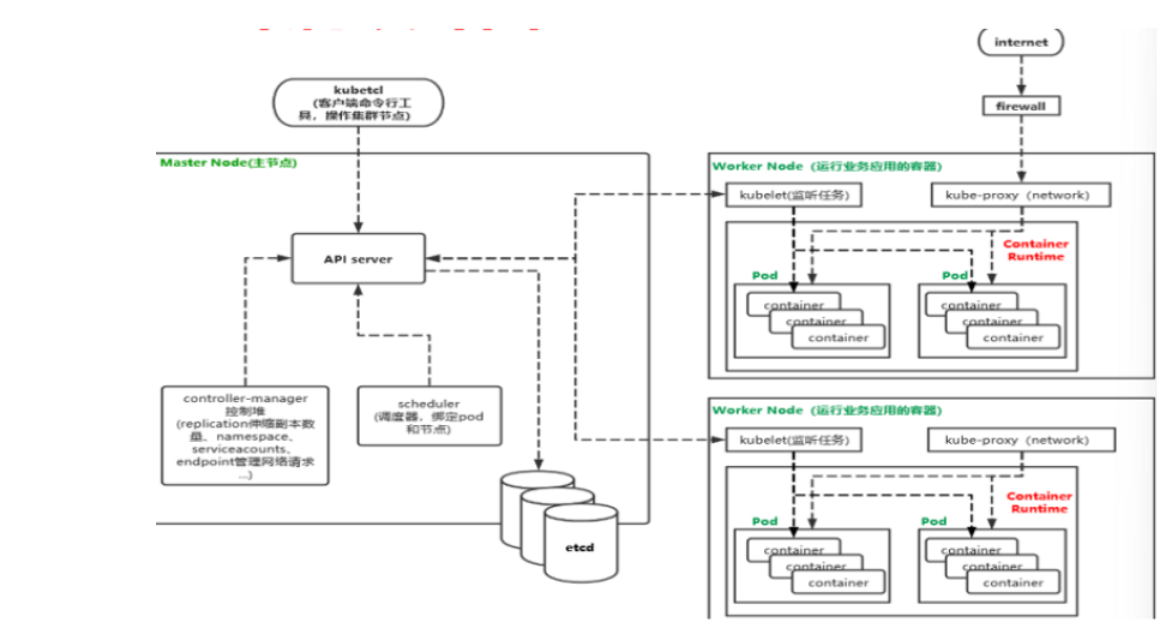 internet
kubetcl
(客户端命令行工
具，操作集群节点)
firewall
Master Node(主节点)
Worker Node（运行业务应用的容器）
kubelet(监听任务)
kube-proxy（network）
API server
Container
Runtime
Pod
Pod
container
container
container
container
container
container
controller-manager
控制堆
(replication伸缩副本数
量、namespace、
serviceacounts、
endpoint管理网络请求
...)
scheduler
(调度器，绑定pod
和节点)
Worker Node（运行业务应用的容器）
kubelet(监听任务)
kube-proxy（network）
Container
Runtime
Pod
Pod
container
container
container
container
container
container
etcd